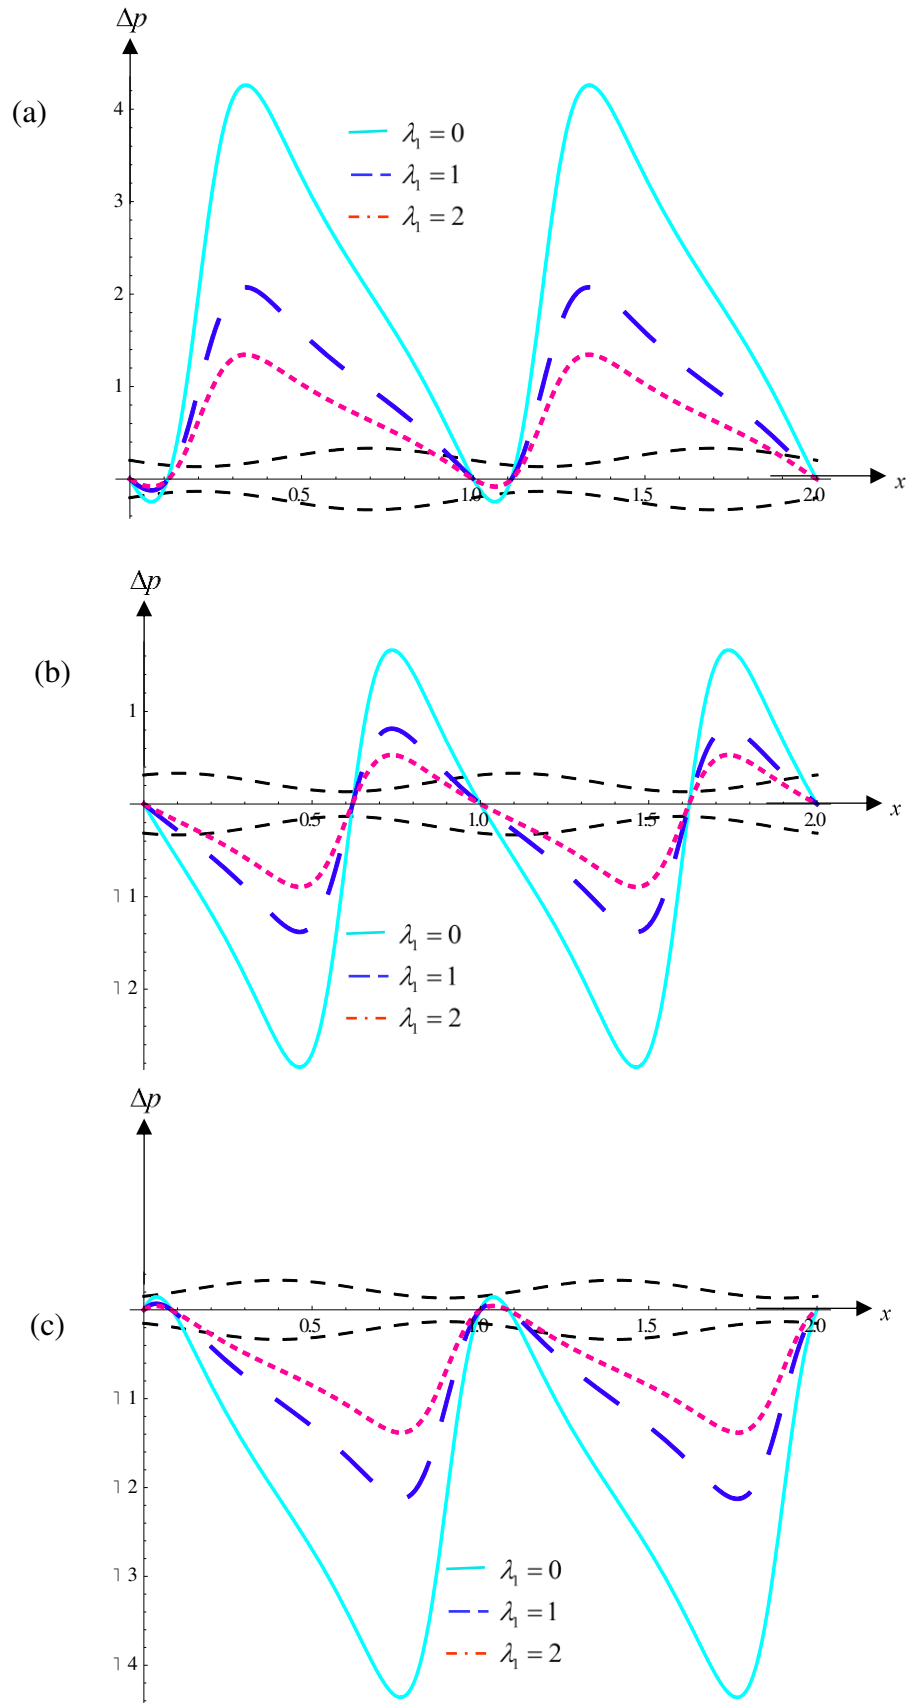 Δp
(a)
4
λ₁ = 0
λ₁ = 1
3
λ₁ = 2
2
1
0.5 1.0 1.5 2.0 x
Δp
(b)
1
0.5 1.0 1.5 2.0 x
⅂1
λ₁ = 0
λ₁ = 1
⅂2
λ₁ = 2
Δp
(c)
0.5 1.0 1.5 2.0 x
⅂1
⅂2
λ₁ = 0
⅂3
λ₁ = 1
λ₁ = 2
⅂4